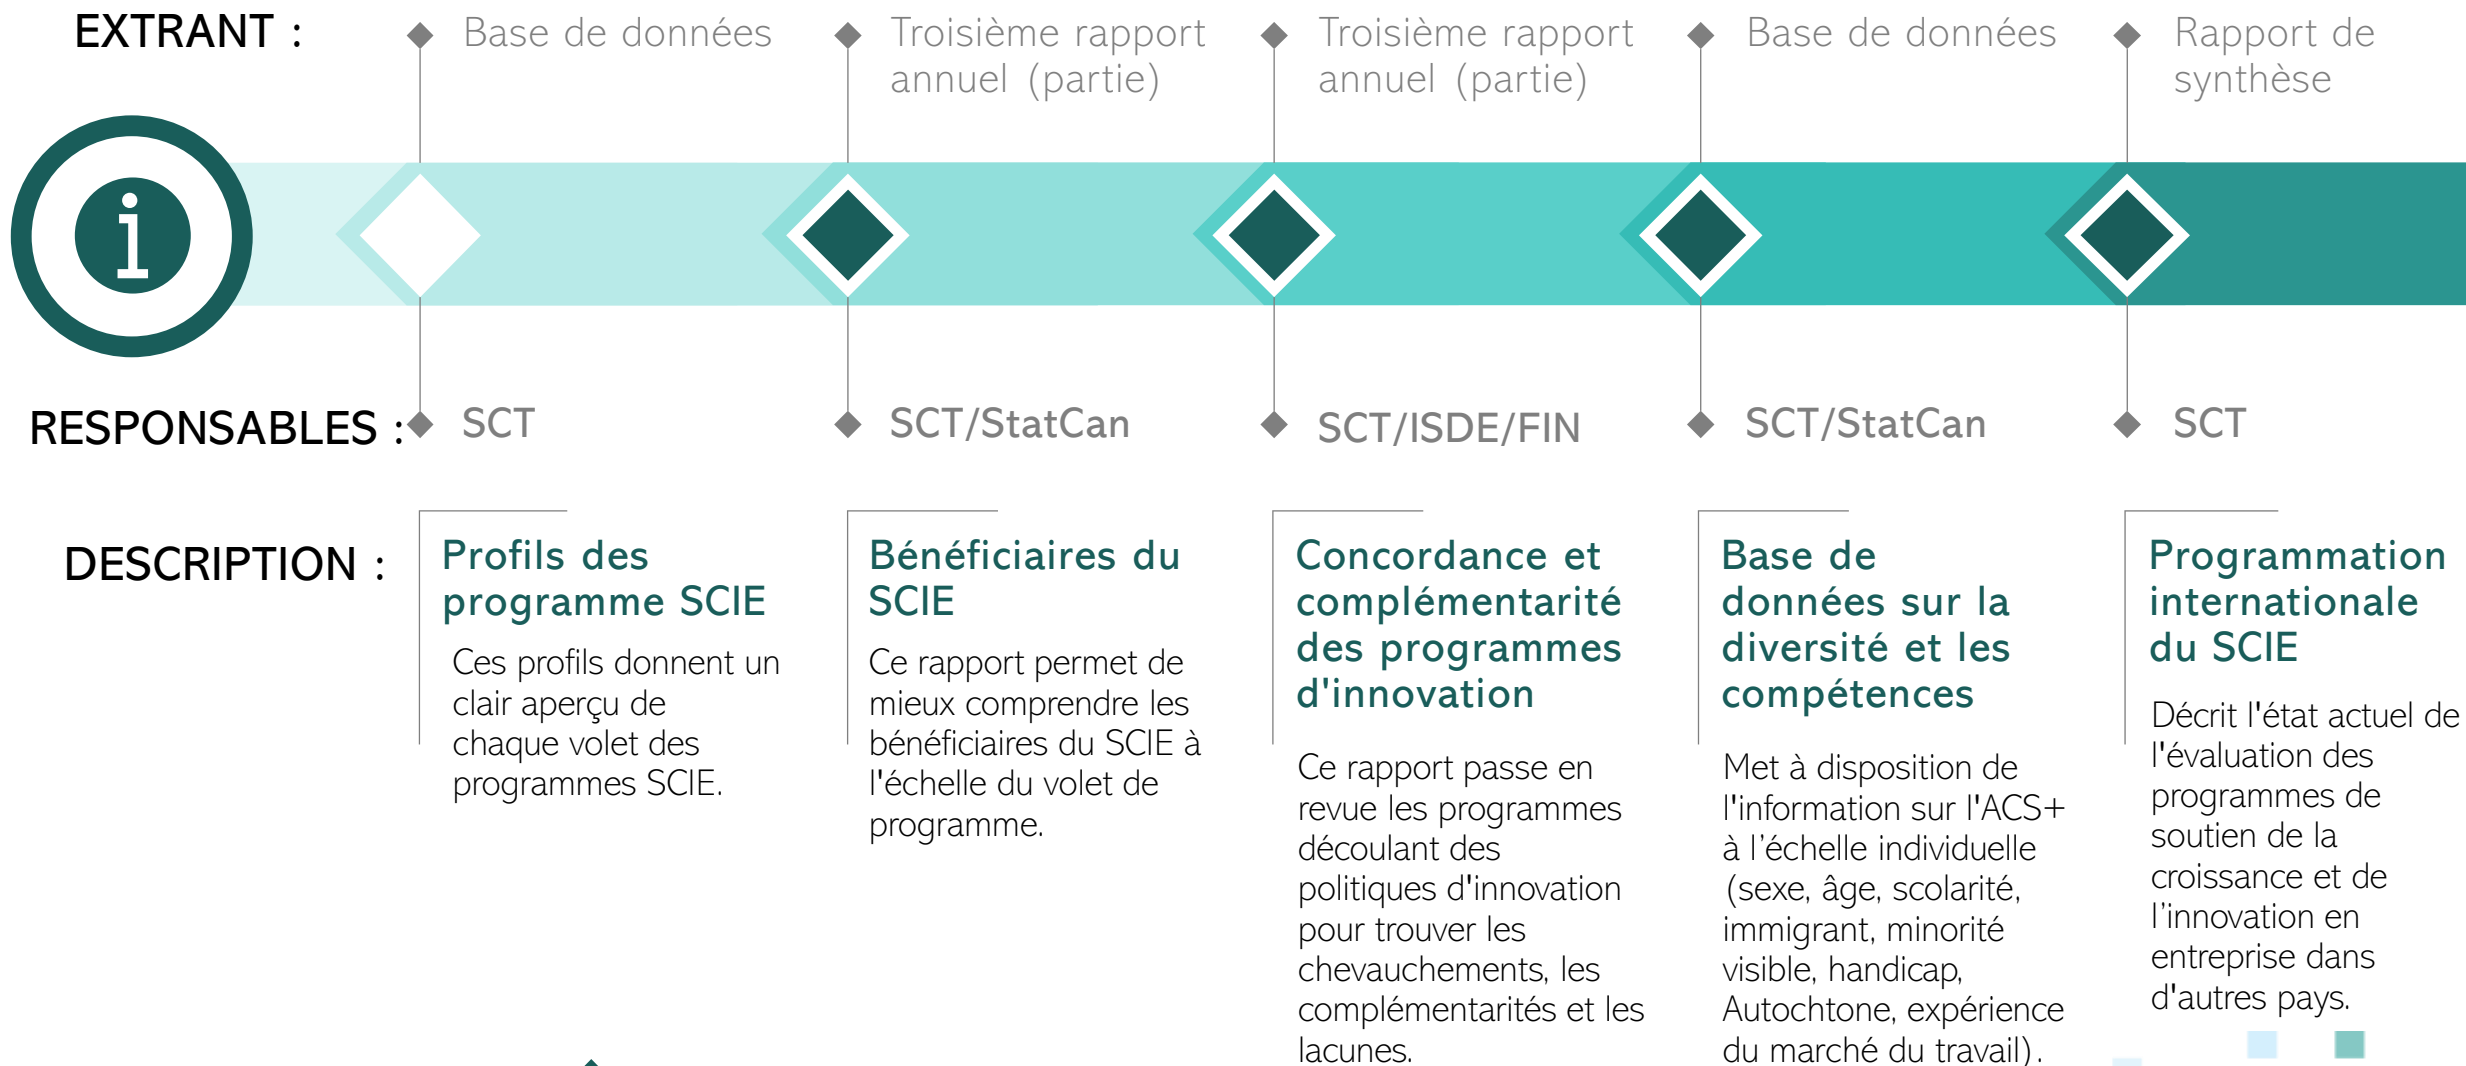 EXTRANT :
Base de données
Troisième rapport
annuel (partie)
Troisième rapport
annuel (partie)
Base de données
Rapport de
synthèse
i
RESPONSABLES :
SCT
SCT/StatCan
SCT/ISDE/FIN
SCT/StatCan
SCT
DESCRIPTION :
Profils des
programme SCIE
Ces profils donnent un
clair aperçu de
chaque volet des
programmes SCIE.
Bénéficiaires du
SCIE
Ce rapport permet de
mieux comprendre les
bénéficiaires du SCIE à
l'échelle du volet de
programme.
Concordance et
complémentarité
des programmes
d'innovation
Ce rapport passe en
revue les programmes
découlant des
politiques d'innovation
pour trouver les
chevauchements, les
complémentarités et les
lacunes.
Base de
données sur la
diversité et les
compétences
Met à disposition de
l'information sur l'ACS+
à l’échelle individuelle
(sexe, âge, scolarité,
immigrant, minorité
visible, handicap,
Autochtone, expérience
du marché du travail).
Programmation
internationale
du SCIE
Décrit l'état actuel de
l'évaluation des
programmes de
soutien de la
croissance et de
l’innovation en
entreprise dans
d'autres pays.